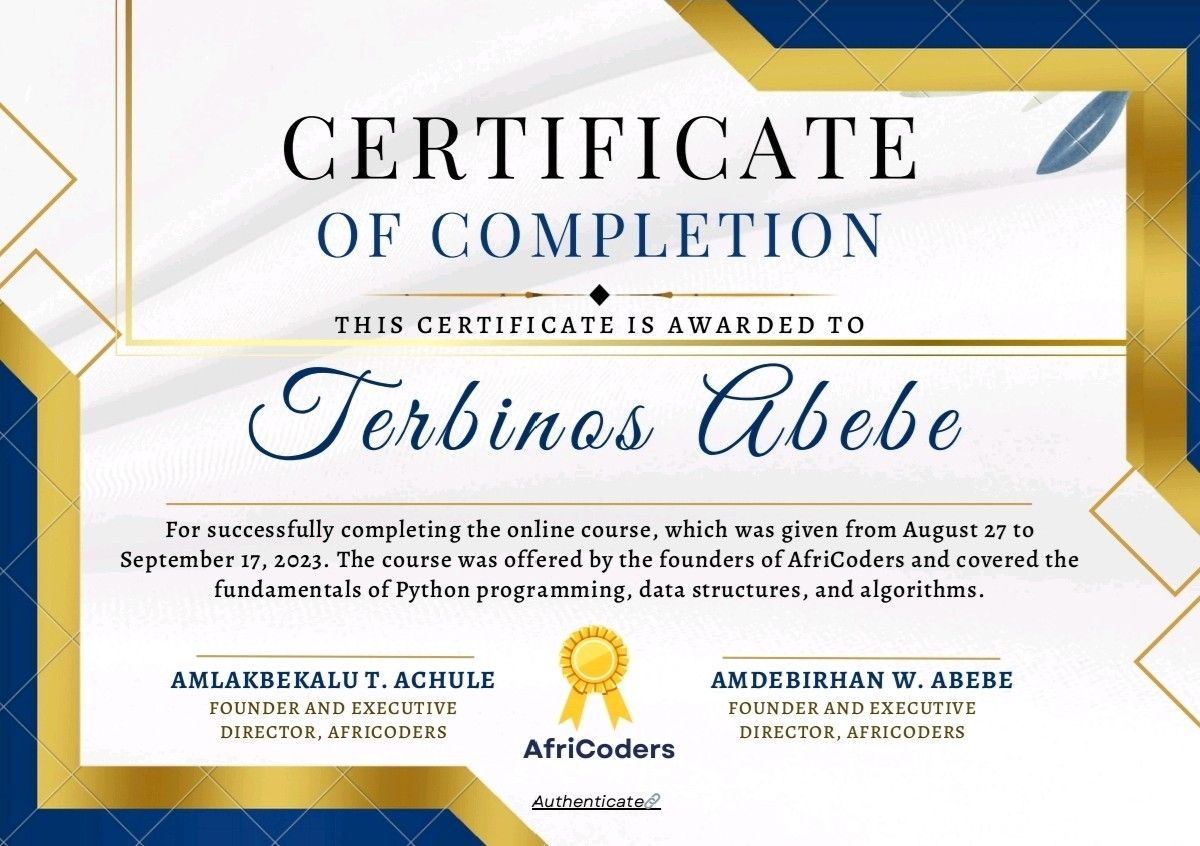 CERTIFICATE
OF COMPLETION
THIS CERTIFICATE IS AWARDED TO
Terbinos Abebe
For successfully completing the online course, which was given from August 27 to
September 17, 2023. The course was offered by the founders of AfriCoders and covered the
fundamentals of Python programming, data structures, and algorithms.
AMLAKBEKALU T. ACHULE
FOUNDER AND EXECUTIVE
DIRECTOR, AFRICODERS
AMDEBIRHAN W. ABEBE
FOUNDER AND EXECUTIVE
DIRECTOR, AFRICODERS
AfriCoders
Authenticate